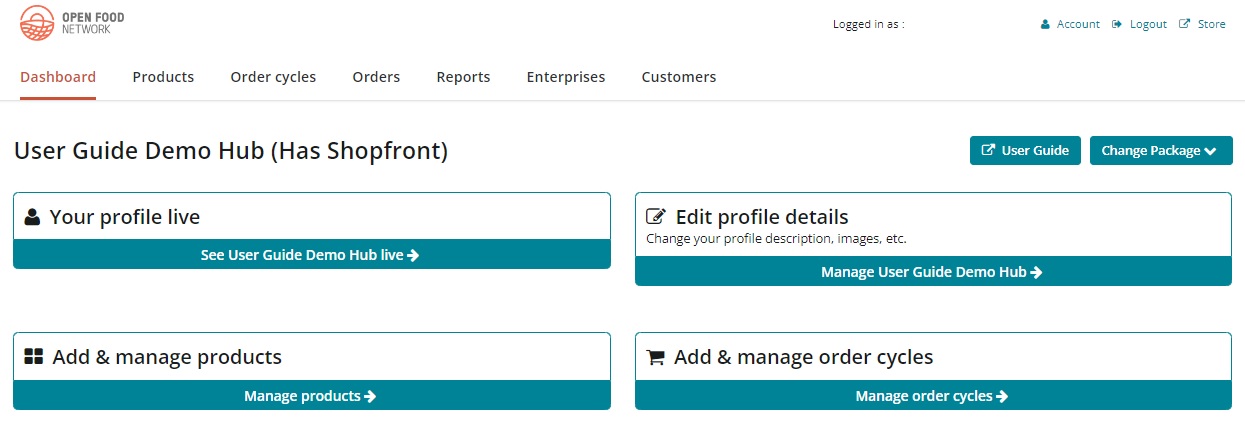 OPEN FOOD
NETWORK
Logged in as :
Account Logout Store
Dashboard Products Order cycles Orders Reports Enterprises Customers
User Guide Demo Hub (Has Shopfront)
User Guide Change Package
Your profile live
See User Guide Demo Hub live
Edit profile details
Change your profile description, images, etc.
Manage User Guide Demo Hub
Add & manage products
Manage products
Add & manage order cycles
Manage order cycles